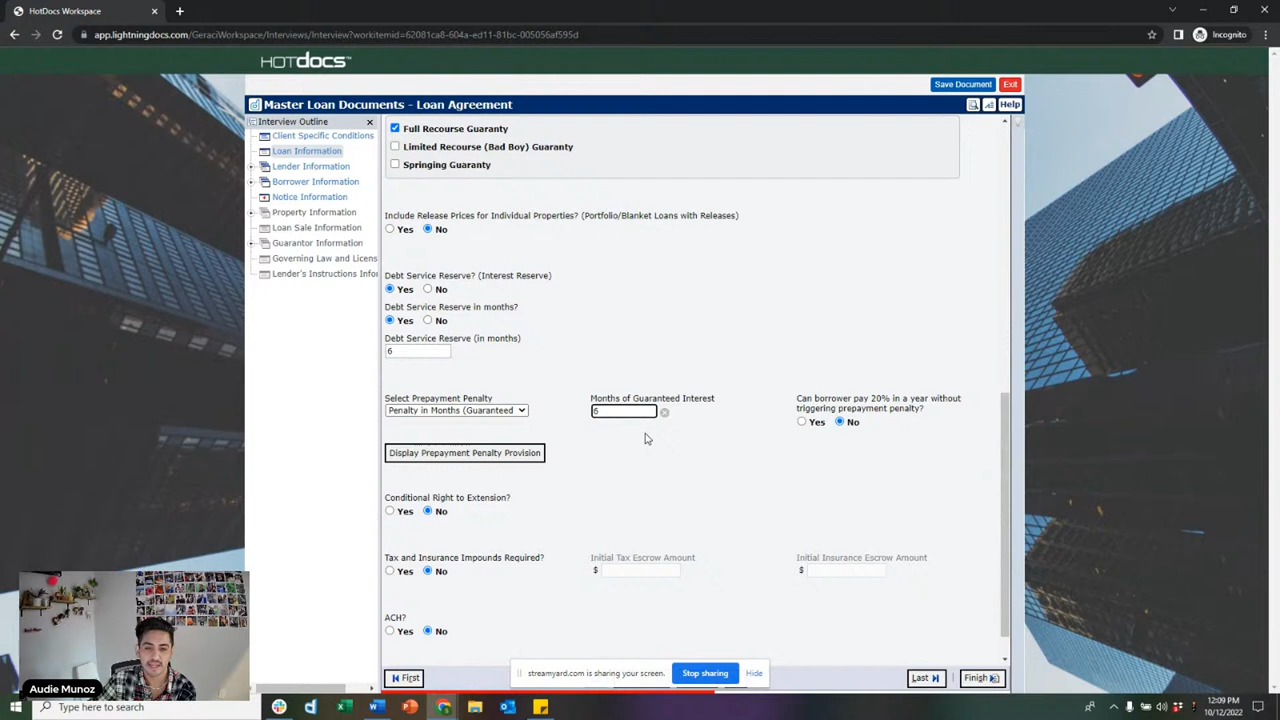 HotDocs Workspace
Incognito
app.lightningdocs.com/GeraciWorkspace/Interviews/Interview?workitemid=62081ca8-604a-ed11-81bc-005056afe95d
HOTDOCS™
Save Document
Exit
Master Loan Documents - Loan Agreement
Help
Interview Outline
Client Specific Conditions
Loan Information
Lender Information
Borrower Information
Notice Information
Property Information
Loan Sale Information
Guarantor Information
Governing Law and Licens
Lender's Instructions Infor
Full Recourse Guaranty
Limited Recourse (Bad Boy) Guaranty
Springing Guaranty
Include Release Prices for Individual Properties? (Portfolio/Blanket Loans with Releases)
Yes No
Debt Service Reserve? (Interest Reserve)
Yes No
Debt Service Reserve in months?
Yes No
Debt Service Reserve (in months)
6
Select Prepayment Penalty
Penalty in Months (Guaranteed
Months of Guaranteed Interest
6
Can borrower pay 20% in a year without
triggering prepayment penalty?
Yes No
Display Prepayment Penalty Provision
Conditional Right to Extension?
Yes No
Tax and Insurance Impounds Required?
Yes No
Initial Tax Escrow Amount
$
Initial Insurance Escrow Amount
$
ACH?
Yes No
First
Last
Finish
streamyard.com is sharing your screen.
Stop sharing
Hide
Audie Munoz
Type here to search
12:09 PM
10/12/2022